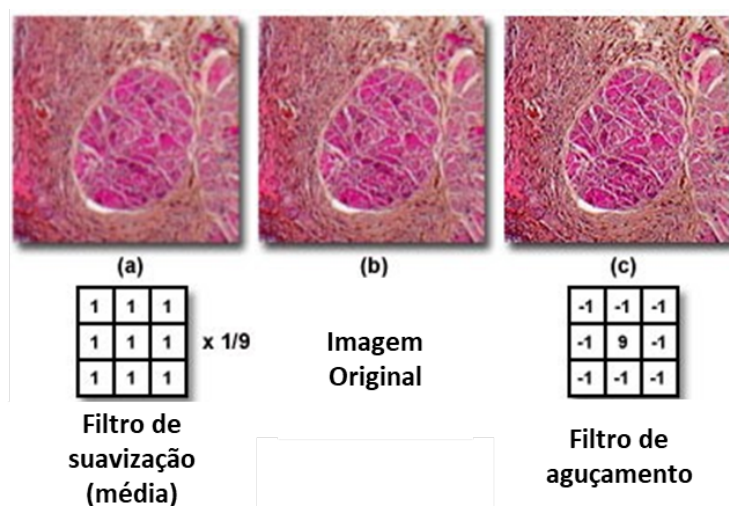 (a)
(b)
(c)
1 1 1
1 1 1
1 1 1
x 1/9
Imagem
Original
-1 -1 -1
-1 9 -1
-1 -1 -1
Filtro de
suavização
(média)
Filtro de
aguçamento